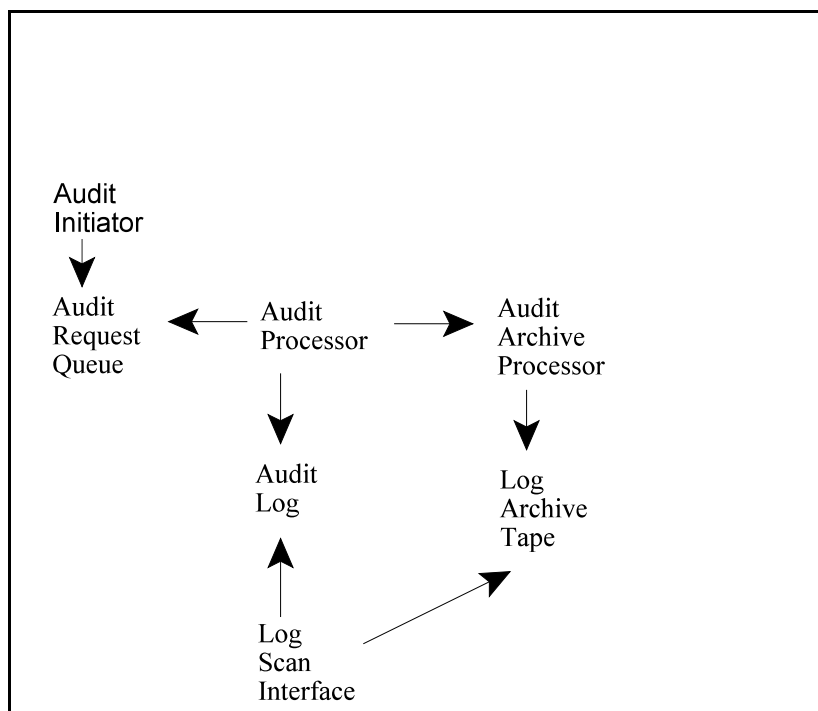 Audit
Initiator
Audit
Request
Queue
Audit
Processor
Audit
Archive
Processor
Audit
Log
Log
Archive
Tape
Log
Scan
Interface